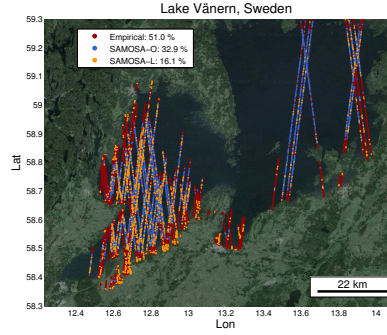 Lake Vänern, Sweden
59.3
59.2
59.1
59
58.9
58.8
58.7
58.6
58.5
58.4
58.3
Lat
Empirical: 51.0 %
SAMOSA-O: 32.9 %
SAMOSA-L: 16.1 %
22 km
12.4 12.6 12.8 13 13.2 13.4 13.6 13.8 14
Lon